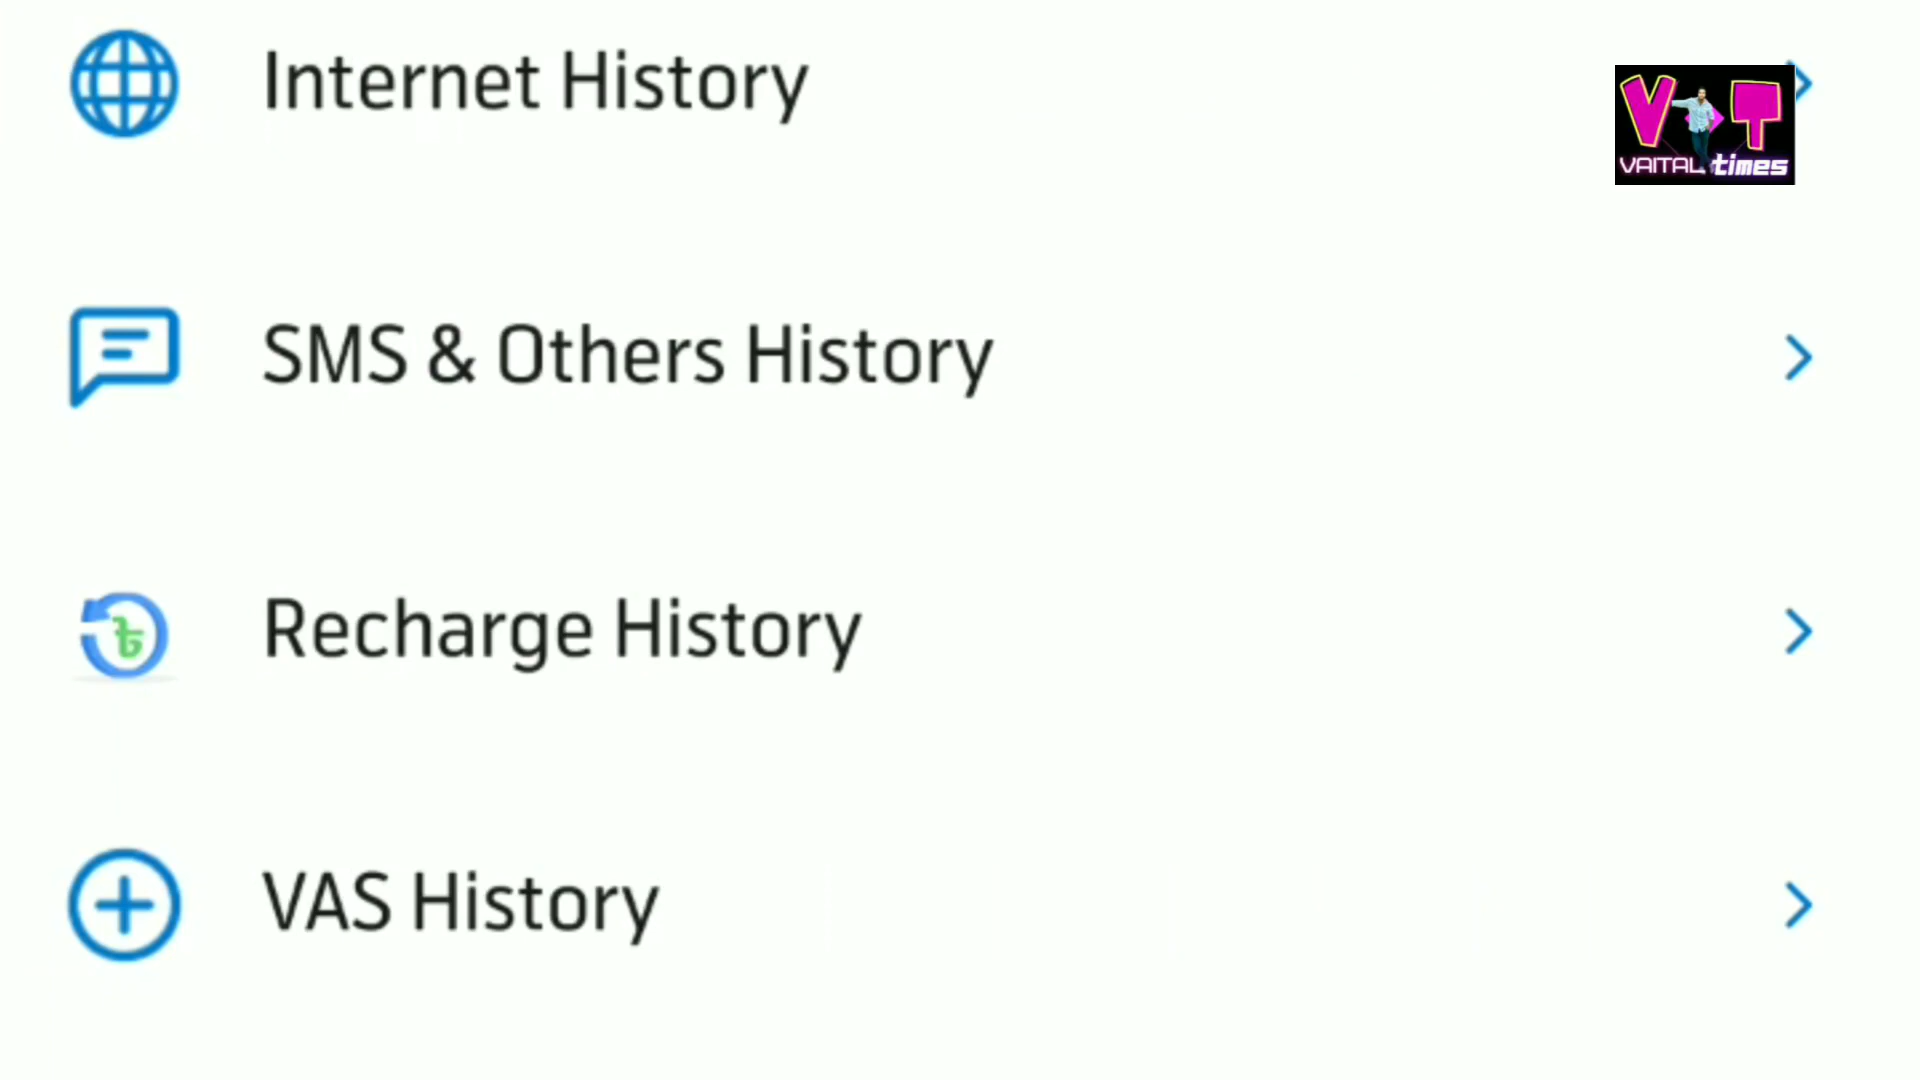 Internet History
V T
VAITAL times
SMS & Others History
৳
Recharge History
VAS History